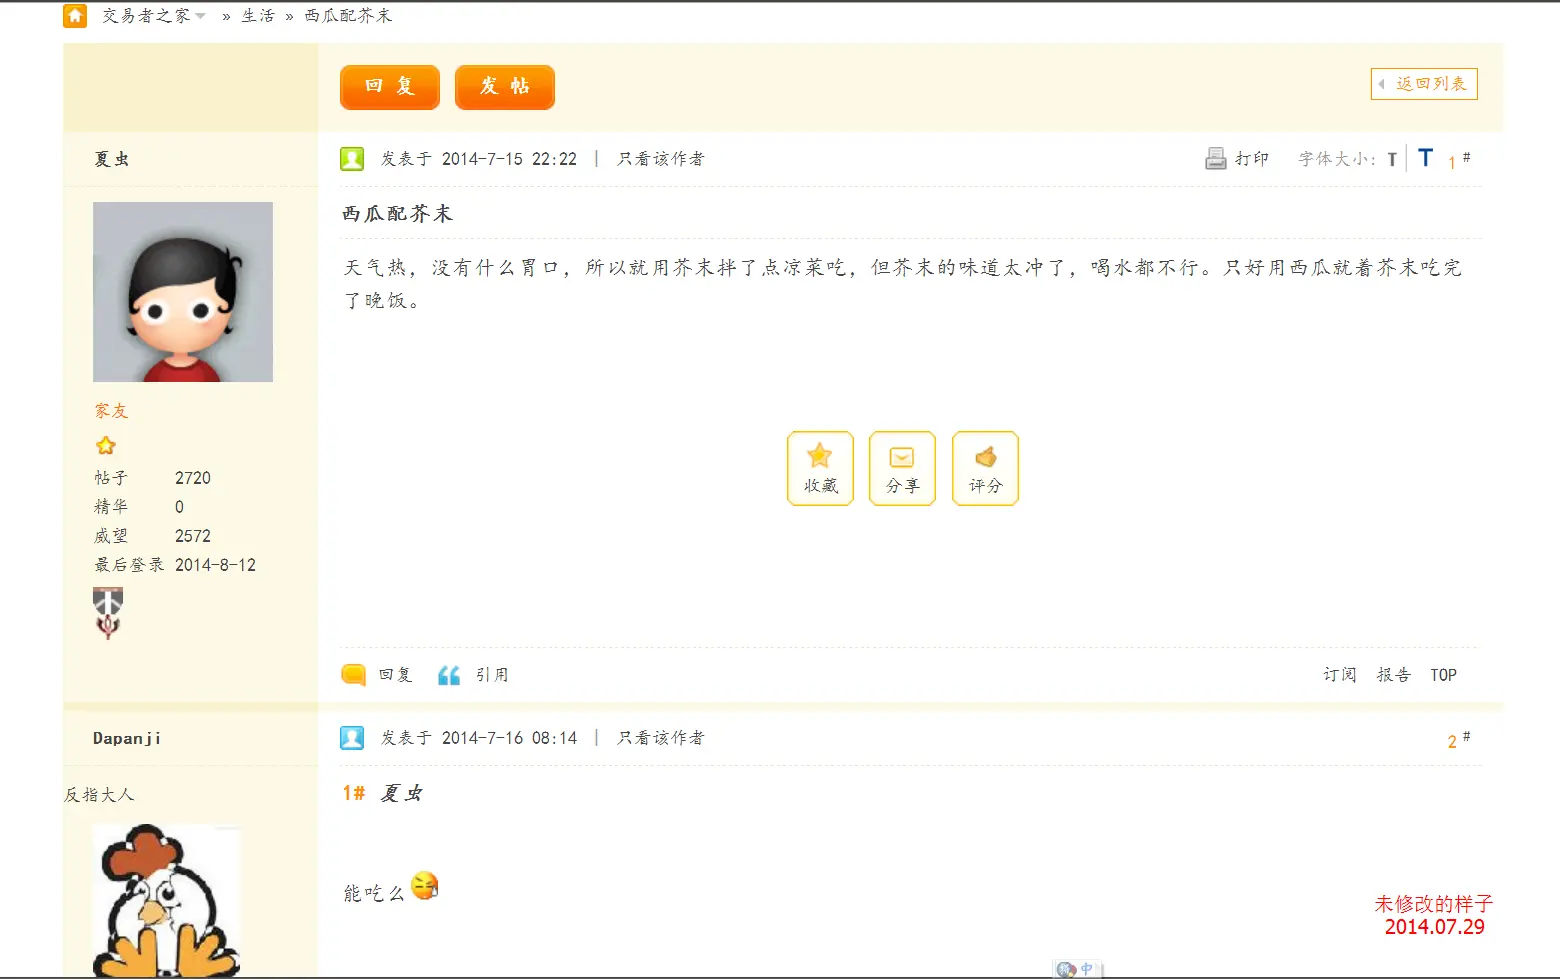 交易者之家 » 生活 » 西瓜配芥末
回复 发帖
返回列表
夏虫
发表于 2014-7-15 22:22 | 只看该作者
打印 字体大小: T T 1 #
西瓜配芥末
天气热，没有什么胃口，所以就用芥末拌了点凉菜吃，但芥末的味道太冲了，喝水都不行。只好用西瓜就着芥末吃完
了晚饭。
家友
帖子 2720
精华 0
威望 2572
最后登录 2014-8-12
收藏 分享 评分
回复 引用
订阅 报告 TOP
Dapanji
发表于 2014-7-16 08:14 | 只看该作者
2 #
反指大人
1# 夏虫
能吃么
未修改的样子
2014.07.29
中